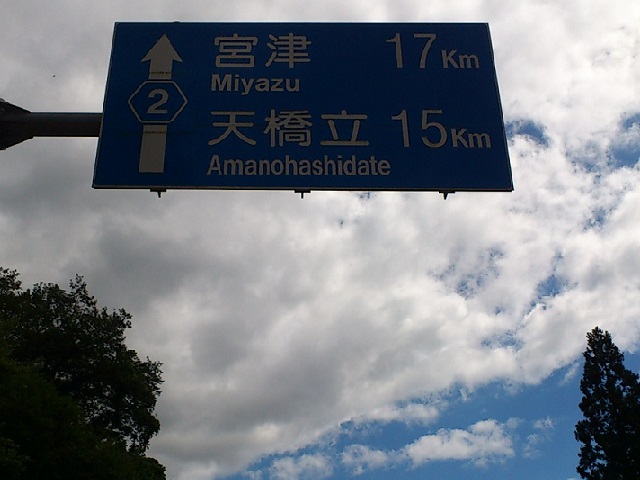 宮津 17Km
Miyazu
2
天橋立 15Km
Amanohashidate